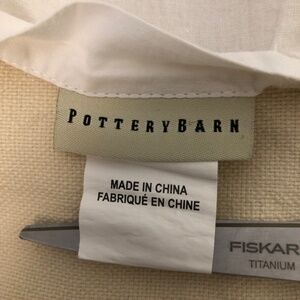 POTTERYBARN
MADE IN CHINA
FABRIQUÉ EN CHINE
FISKAR
TITANIUM